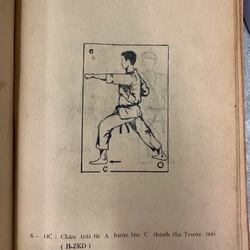 C
C
O
6 – OC : Chân trái từ A bước lên C thành tấn Trước trái
( H-ZKD )